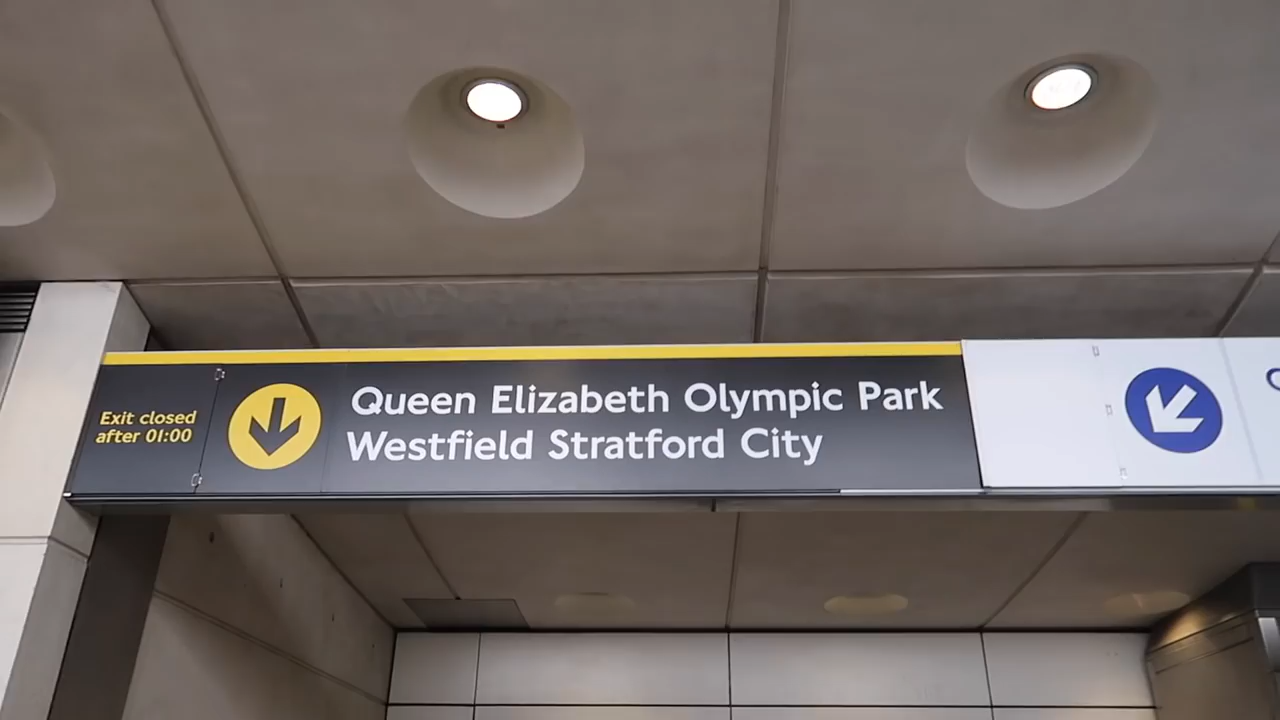 Exit closed
after 01:00
Queen Elizabeth Olympic Park
Westfield Stratford City